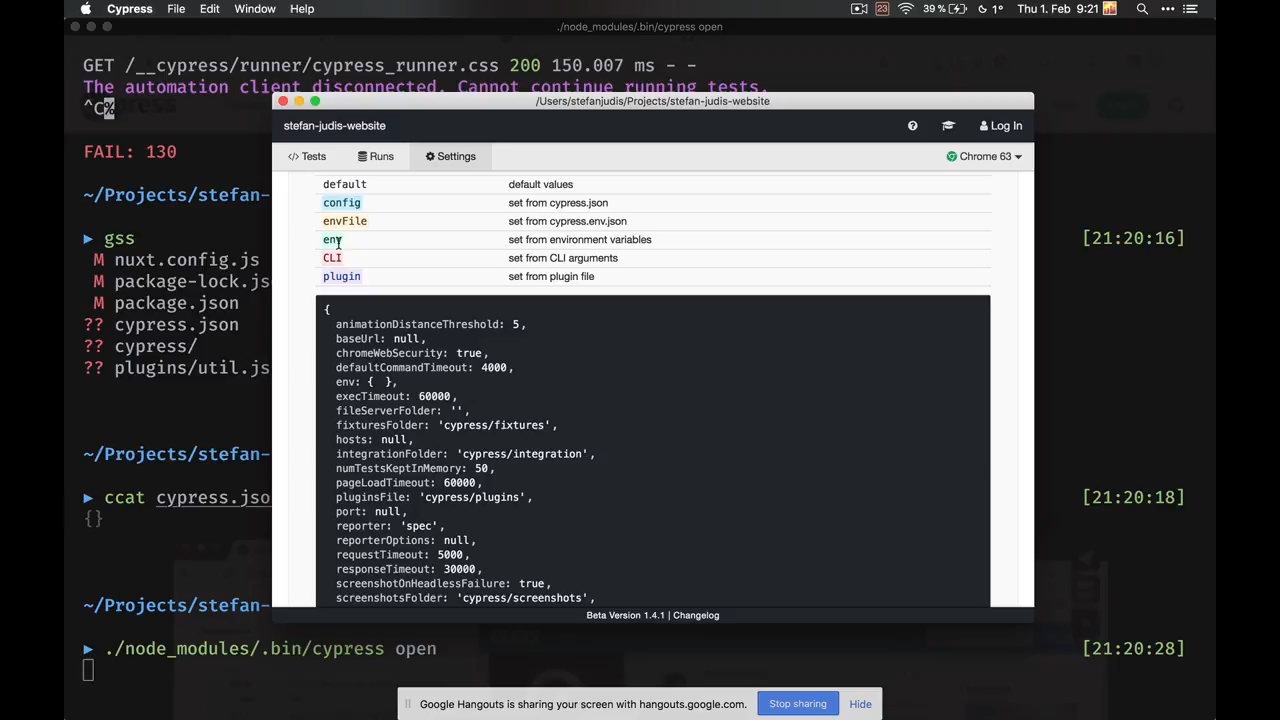 Cypress File Edit Window Help
23 39 % 1° Thu 1. Feb 9:21
./node_modules/.bin/cypress open
GET /__cypress/runner/cypress_runner.css 200 150.007 ms - -
The automation client disconnected. Cannot continue running tests.
^C%
/Users/stefanjudis/Projects/stefan-judis-website
stefan-judis-website Log In
FAIL: 130
</> Tests Runs Settings Chrome 63
default default values
~/Projects/stefan-
config set from cypress.json
envFile set from cypress.env.json
▶ gss [21:20:16]
env set from environment variables
M nuxt.config.js
CLI set from CLI arguments
M package-lock.js
plugin set from plugin file
M package.json
?? cypress.json
?? cypress/
?? plugins/util.js
{
animationDistanceThreshold: 5,
baseUrl: null,
chromeWebSecurity: true,
defaultCommandTimeout: 4000,
env: { },
execTimeout: 60000,
fileServerFolder: '',
fixturesFolder: 'cypress/fixtures',
hosts: null,
integrationFolder: 'cypress/integration',
numTestsKeptInMemory: 50,
pageLoadTimeout: 60000,
pluginsFile: 'cypress/plugins',
port: null,
reporter: 'spec',
reporterOptions: null,
requestTimeout: 5000,
responseTimeout: 30000,
screenshotOnHeadlessFailure: true,
screenshotsFolder: 'cypress/screenshots',
~/Projects/stefan-
▶ ccat cypress.jso [21:20:18]
{}
~/Projects/stefan-
Beta Version 1.4.1 | Changelog
▶ ./node_modules/.bin/cypress open [21:20:28]
Google Hangouts is sharing your screen with hangouts.google.com. Stop sharing Hide